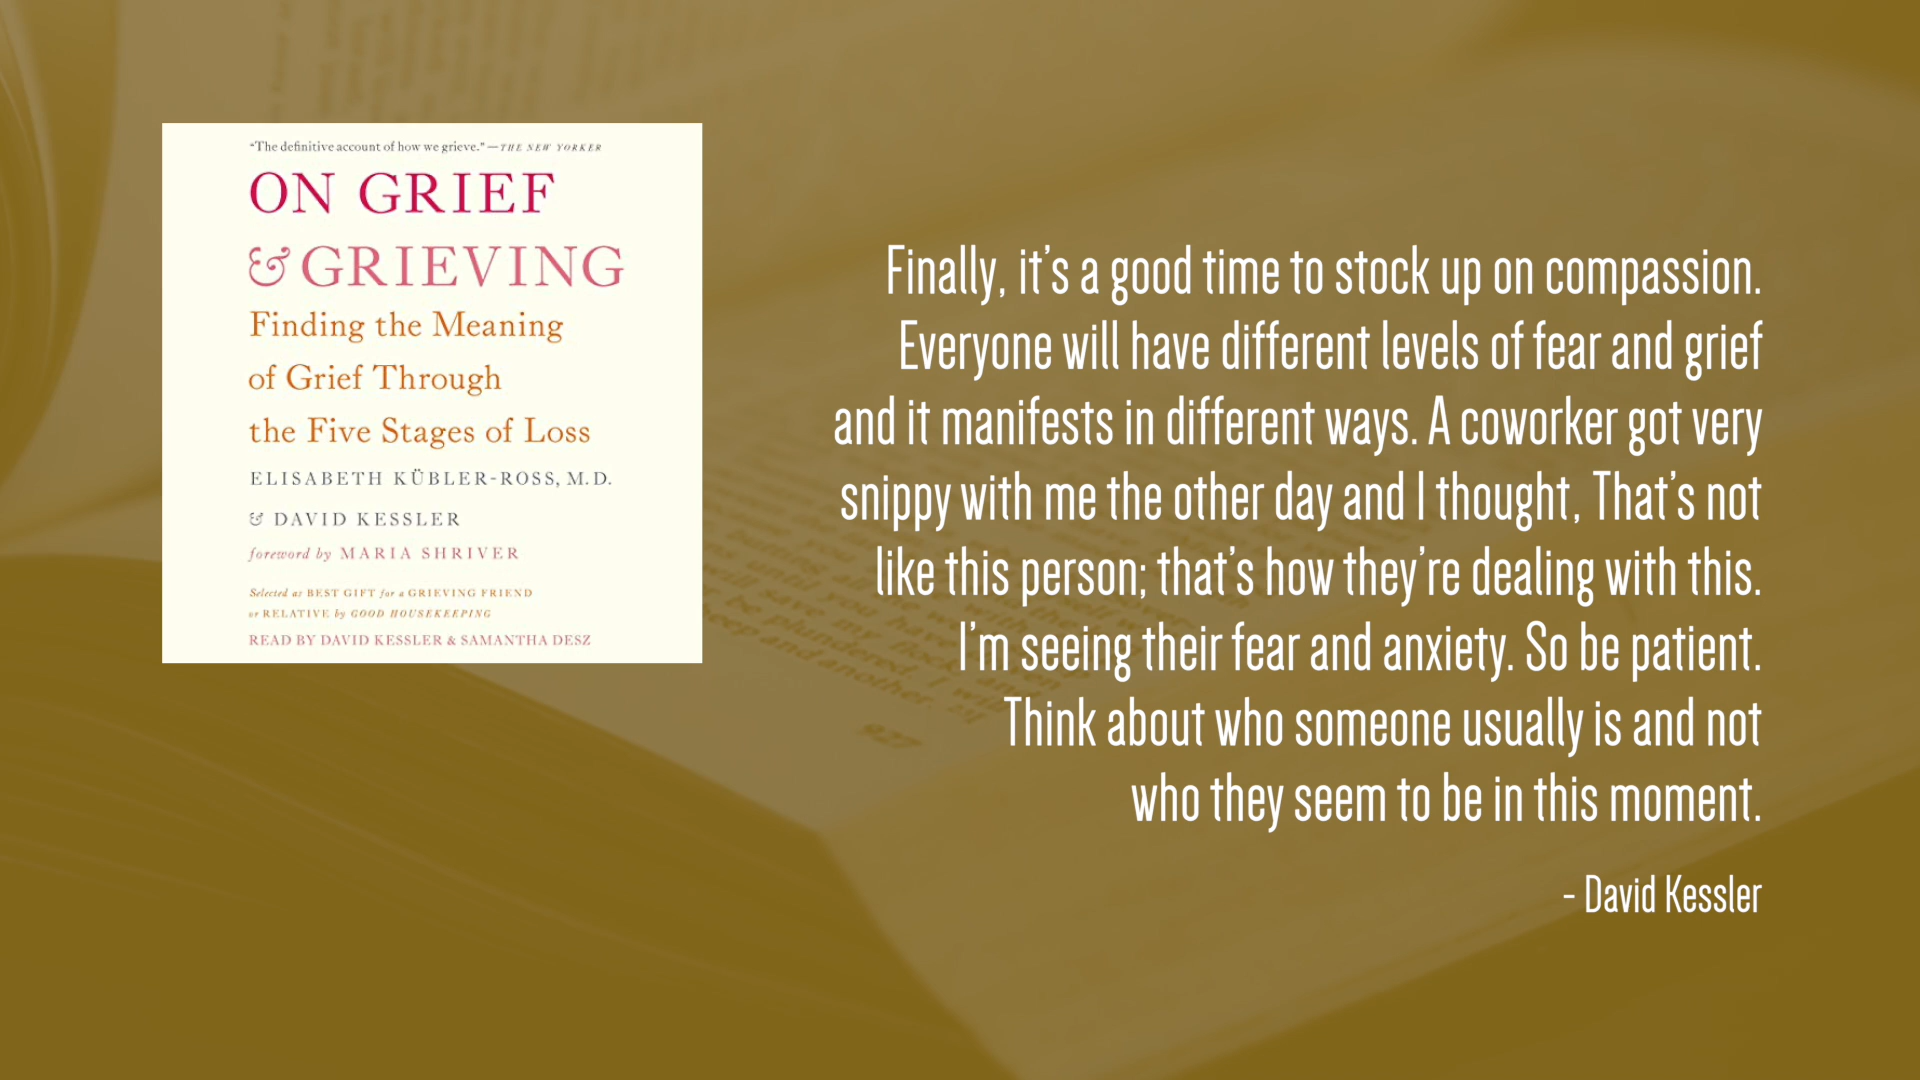 "The definitive account of how we grieve." —THE NEW YORKER
ON GRIEF
& GRIEVING
Finding the Meaning
of Grief Through
the Five Stages of Loss
ELISABETH KÜBLER-ROSS, M.D.
& DAVID KESSLER
foreword by MARIA SHRIVER
Selected as BEST GIFT for a GRIEVING FRIEND
or RELATIVE by GOOD HOUSEKEEPING
READ BY DAVID KESSLER & SAMANTHA DESZ
Finally, it's a good time to stock up on compassion.
Everyone will have different levels of fear and grief
and it manifests in different ways. A coworker got very
snippy with me the other day and I thought, That's not
like this person; that's how they're dealing with this.
I'm seeing their fear and anxiety. So be patient.
Think about who someone usually is and not
who they seem to be in this moment.
- David Kessler
927